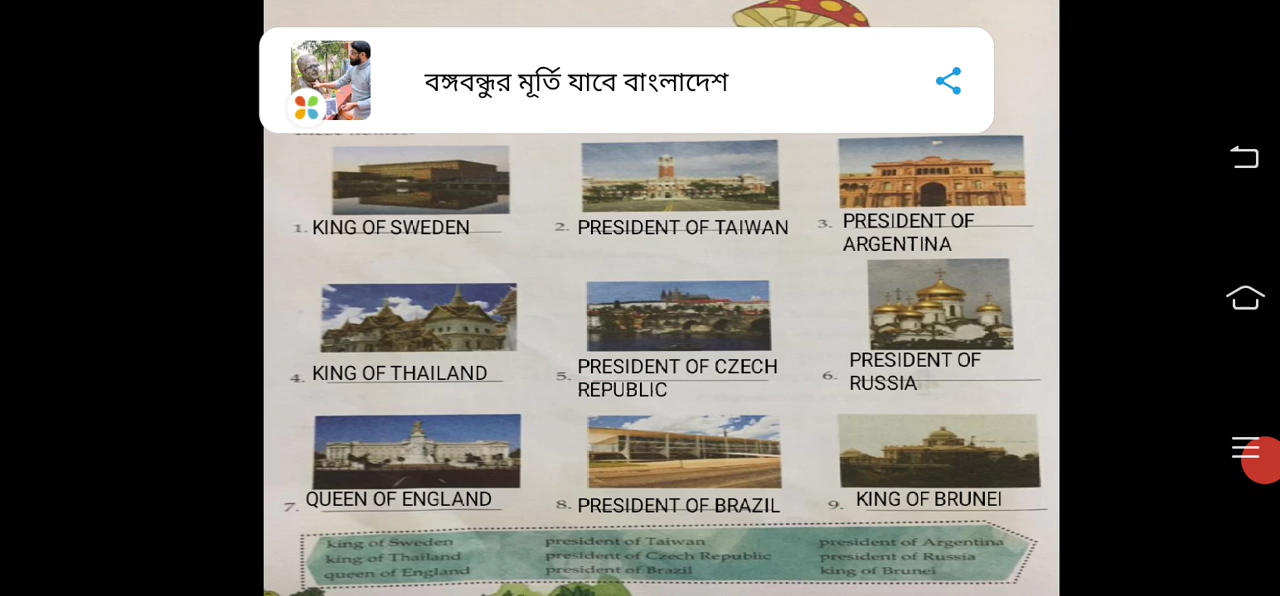 বঙ্গবন্ধুর মূর্তি যাবে বাংলাদেশ
1. KING OF SWEDEN
2. PRESIDENT OF TAIWAN
3. PRESIDENT OF
ARGENTINA
4. KING OF THAILAND
5. PRESIDENT OF CZECH
REPUBLIC
6. PRESIDENT OF
RUSSIA
7. QUEEN OF ENGLAND
8. PRESIDENT OF BRAZIL
9. KING OF BRUNEI
king of Sweden president of Taiwan president of Argentina
king of Thailand president of Czech Republic president of Russia
queen of England president of Brazil king of Brunei